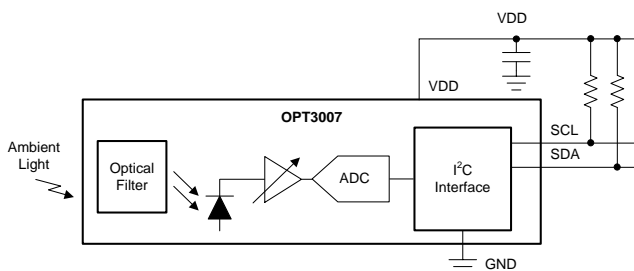 VDD
VDD
OPT3007
Ambient
Light
Optical
Filter
ADC
I²C
Interface
SCL
SDA
GND